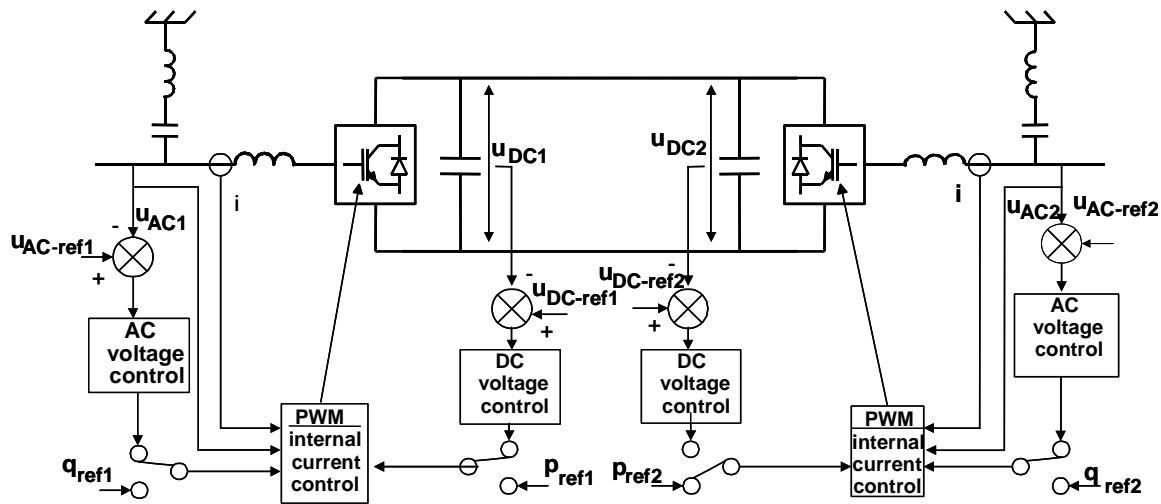 u_DC1
u_DC2
i
i
-
u_AC1
u_AC2
u_AC-ref2
u_AC-ref1
+
-
u_DC-ref1
+
-
u_DC-ref2
+
AC
voltage
control
DC
voltage
control
DC
voltage
control
AC
voltage
control
PWM
internal
current
control
PWM
internal
current
control
q_ref1
p_ref1
p_ref2
q_ref2